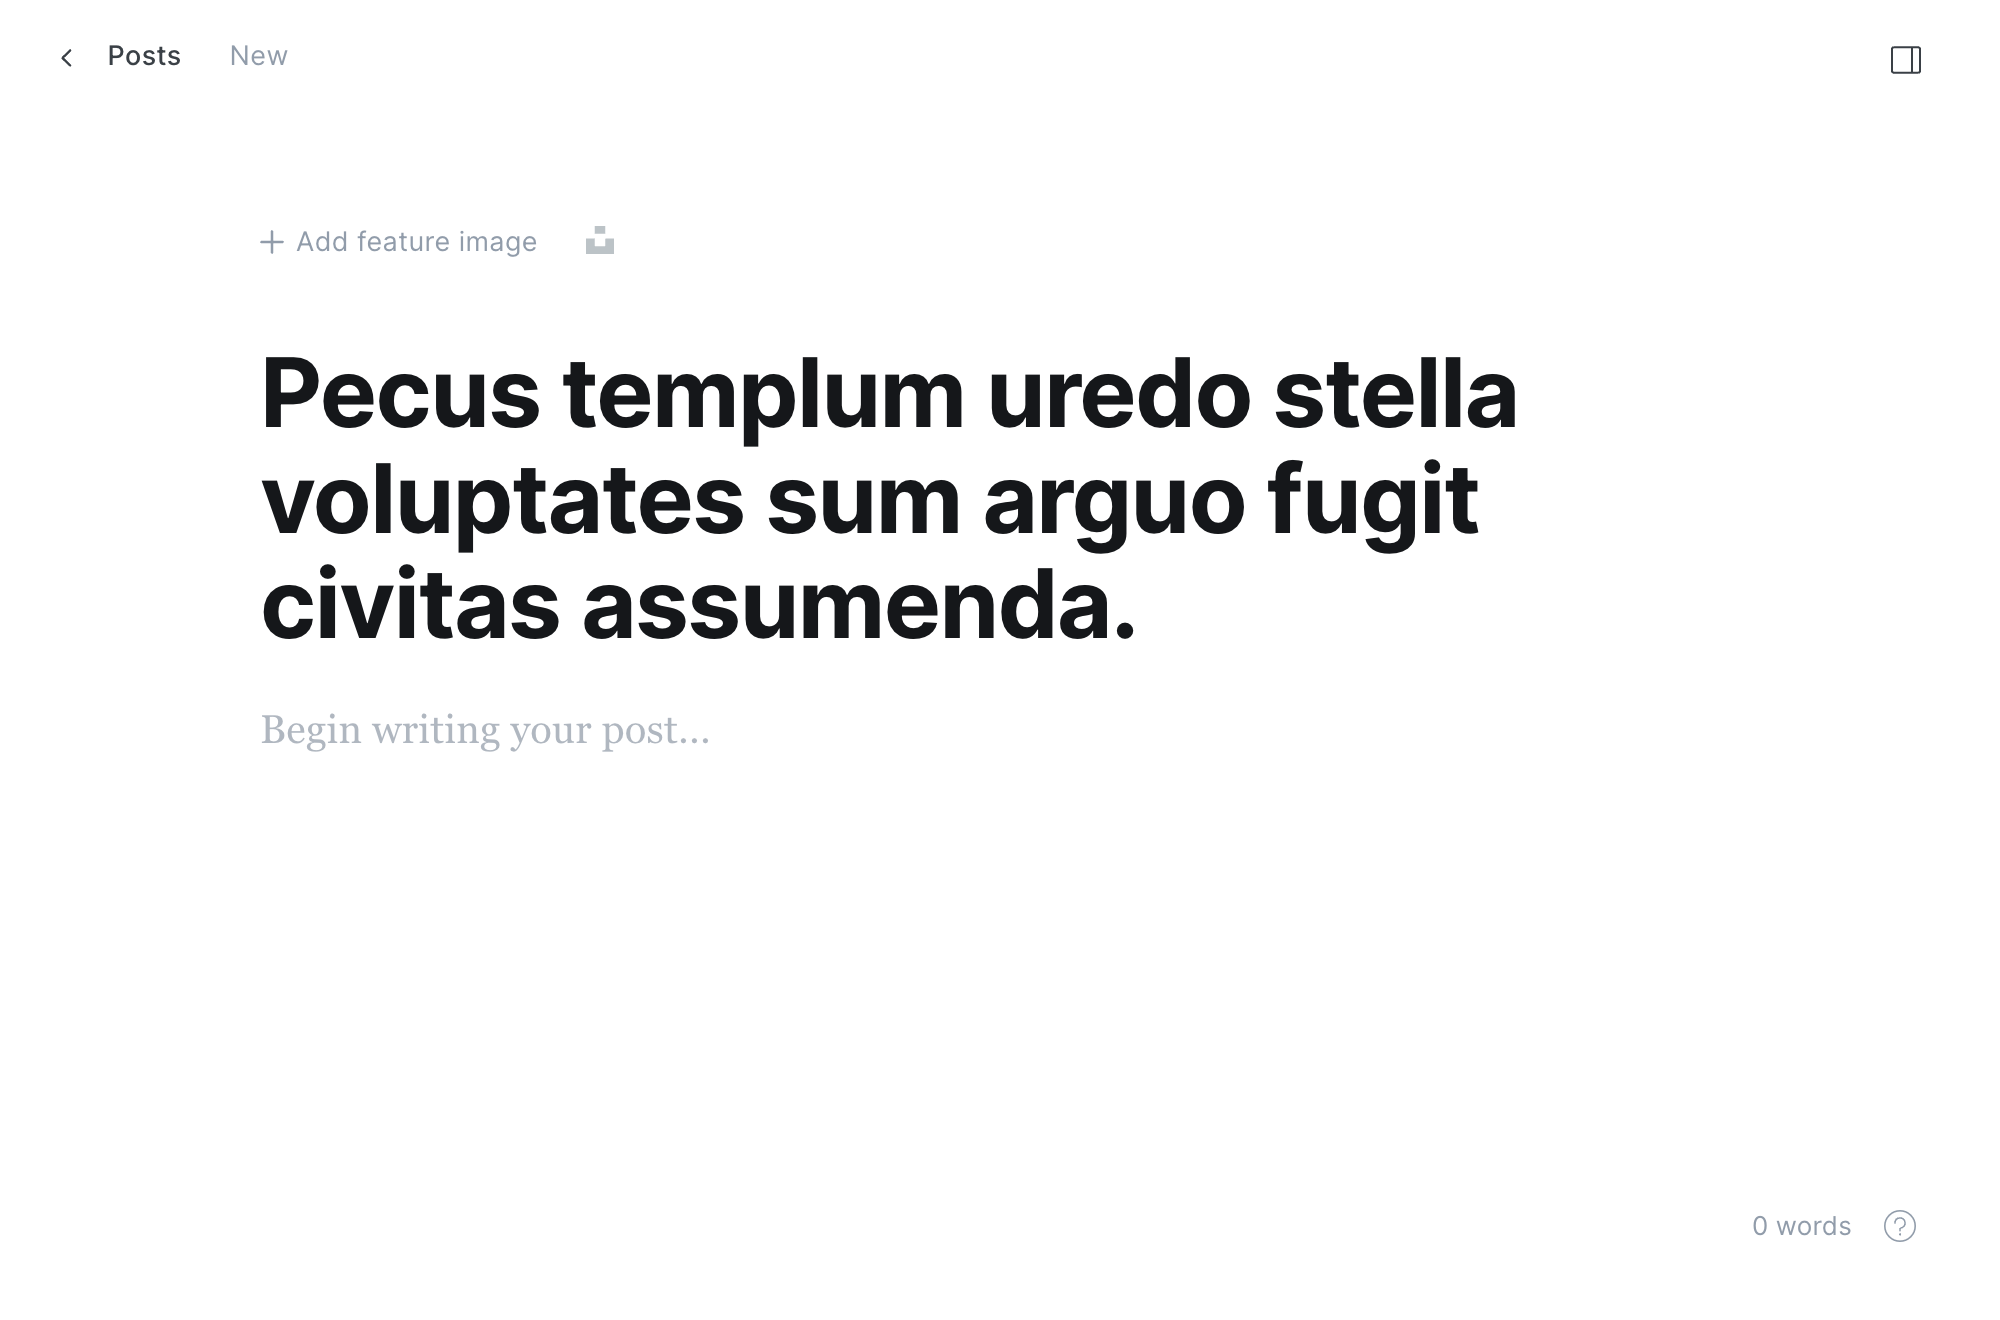 Posts New
+ Add feature image
Pecus templum uredo stella
voluptates sum arguo fugit
civitas assumenda.
Begin writing your post...
0 words ?